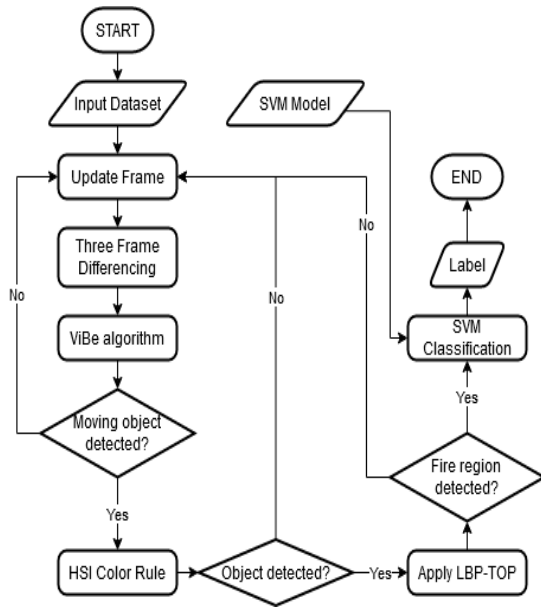 START
Input Dataset
SVM Model
Update Frame
END
No
Three Frame
Differencing
Label
No
No
ViBe algorithm
SVM
Classification
Yes
Moving object
detected?
Fire region
detected?
Yes
HSI Color Rule
Object detected?
Yes
Apply LBP-TOP